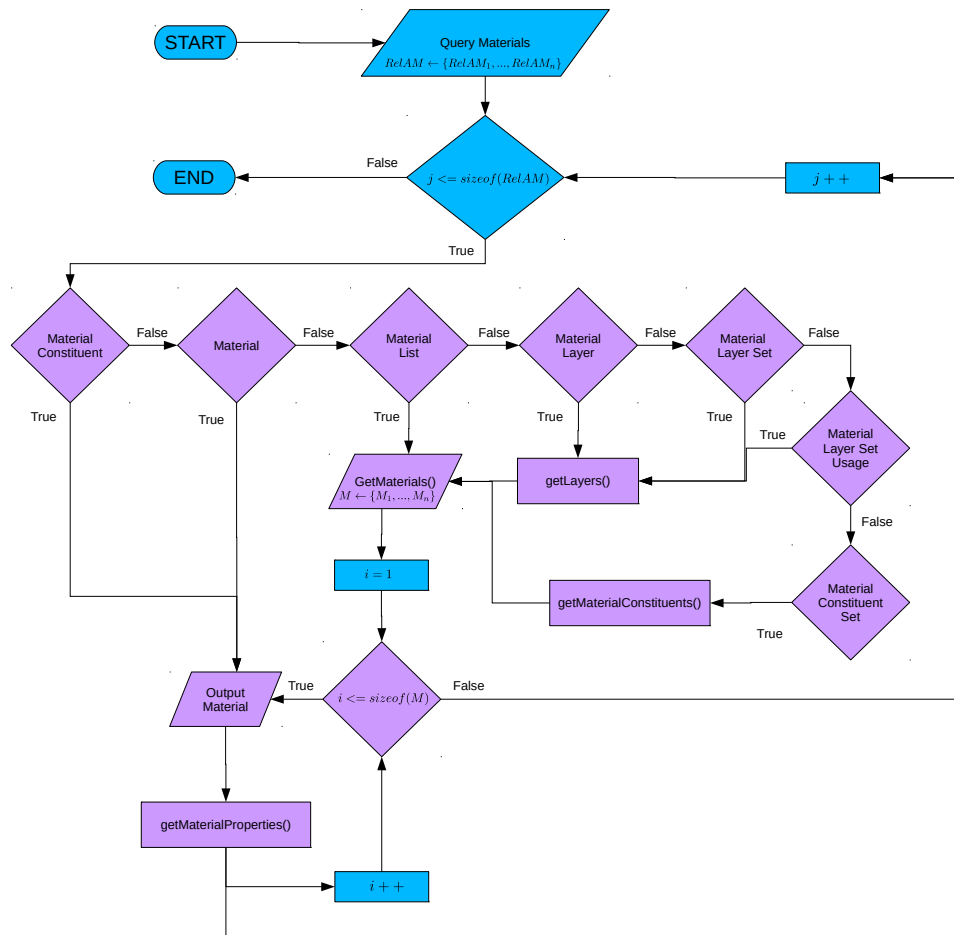 START
Query Materials
RelAM ← {RelAM₁, ..., RelAMₙ}
False
END
j <= sizeof(RelAM)
j + +
True
Material
Constituent
False
Material
False
Material
List
False
Material
Layer
False
Material
Layer Set
False
True
True
True
True
True
Material
Layer Set
Usage
True
GetMaterials()
M ← {M₁, ..., Mₙ}
getLayers()
False
i = 1
getMaterialConstituents()
Material
Constituent
Set
True
Output
Material
True
i <= sizeof(M)
False
getMaterialProperties()
i + +